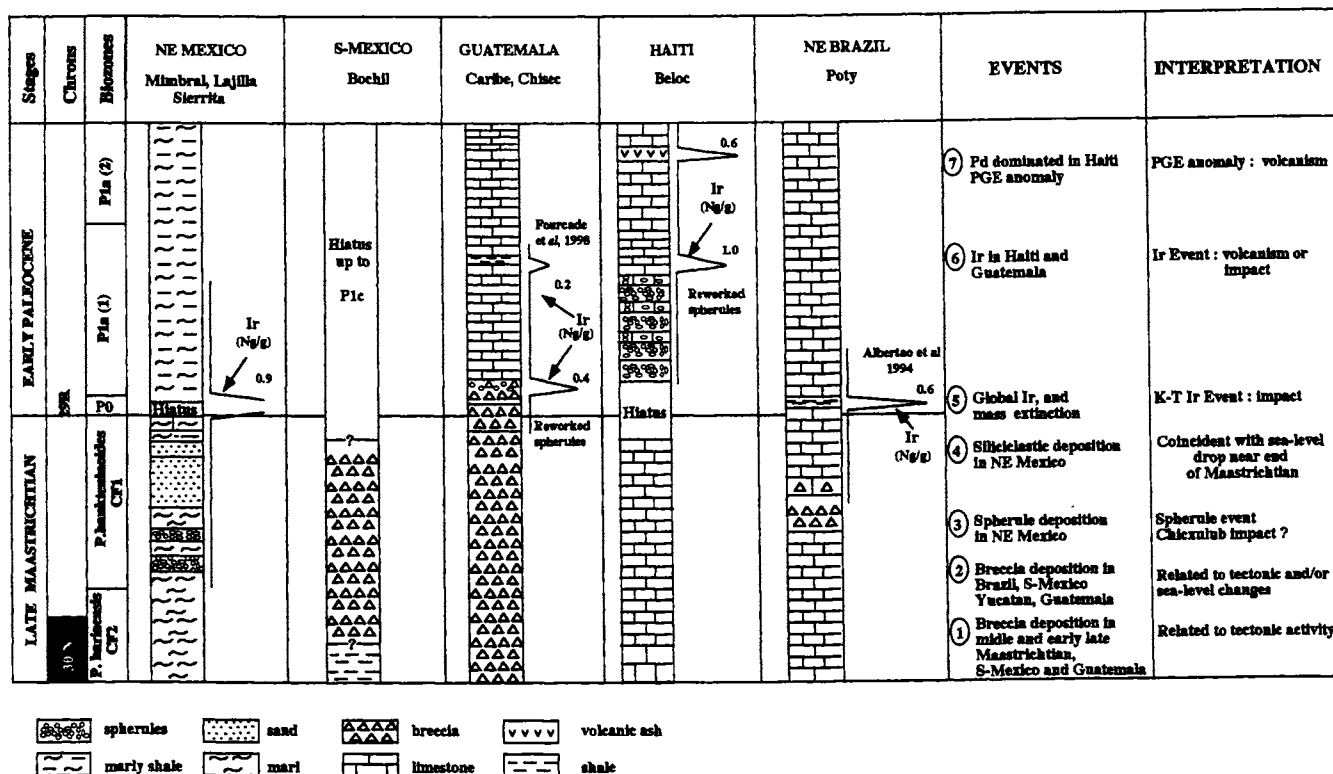 Stages
Chrons
Biozones
NE MEXICO
Mimbral, Lajilla
Sierrita
S-MEXICO
Bochil
GUATEMALA
Caribe, Chisec
HAITI
Beloc
NE BRAZIL
Poty
EVENTS
INTERPRETATION
EARLY PALEOCENE
LATE MAASTRICHTIAN
29R
30 N
P1a (2)
P1a (1)
P0
CF1
CF2
Hiatus
Ir
(Ng/g)
0.9
Hiatus
up to
P1c
?
?
Fourcade
et al, 1998
0.2
Ir
(Ng/g)
0.4
Reworked
spherules
0.6
Ir
(Ng/g)
1.0
Reworked
spherules
Hiatus
Albertao et al
1994
0.6
Ir
(Ng/g)
7 Pd dominated in Haiti
PGE anomaly
PGE anomaly : volcanism
6 Ir in Haiti and
Guatemala
Ir Event : volcanism or
impact
5 Global Ir, and
mass extinction
K-T Ir Event : impact
4 Siliciclastic deposition
in NE Mexico
Coincident with sea-level
drop near end
of Maastrichtian
3 Spherule deposition
in NE Mexico
Spherule event
Chicxulub impact ?
2 Breccia deposition in
Brazil, S-Mexico
Yucatan, Guatemala
Related to tectonic and/or
sea-level changes
1 Breccia deposition in
midle and early late
Maastrichtian,
S-Mexico and Guatemala
Related to tectonic activity
spherules
sand
breccia
volcanic ash
marly shale
marl
limestone
shale